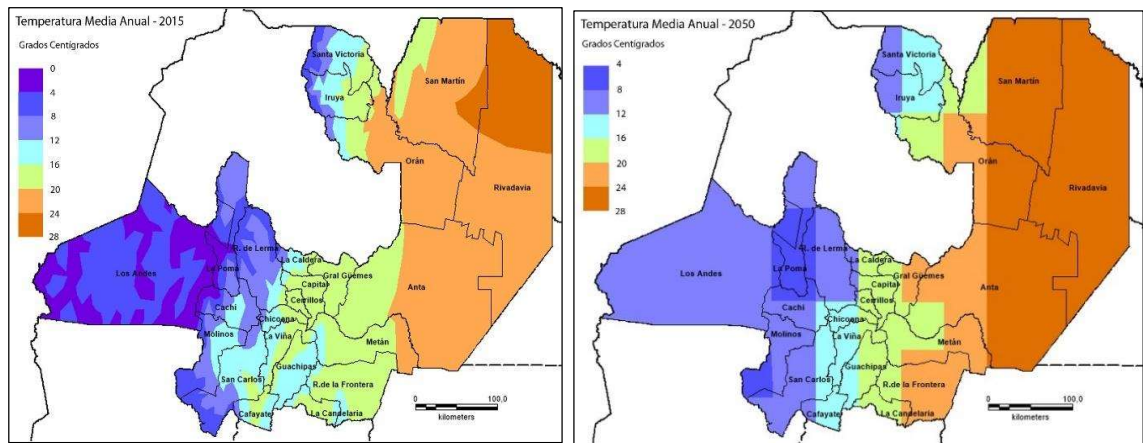 Temperatura Media Anual - 2015
Grados Centígrados
0
4
8
12
16
20
24
28
Santa Victoria
Iruya
San Martín
Orán
Rivadavia
Los Andes
La Poma
R. de Lerma
La Caldera
Gral Güemes
Capital
Cerrillos
Anta
Cachi
Chicoana
Molinos
La Viña
Metán
Guachipas
San Carlos
R.de la Frontera
Cafayate
La Candelaria
0
100,0
kilometers
Temperatura Media Anual - 2050
Grados Centígrados
4
8
12
16
20
24
28
Santa Victoria
Iruya
San Martín
Orán
Rivadavia
Los Andes
La Poma
R. de Lerma
La Caldera
Gral Güemes
Capital
Cerrillos
Anta
Cachi
Chicoana
Molinos
La Viña
Metán
Guachipas
San Carlos
R.de la Frontera
Cafayate
La Candelaria
0
100,0
kilometers